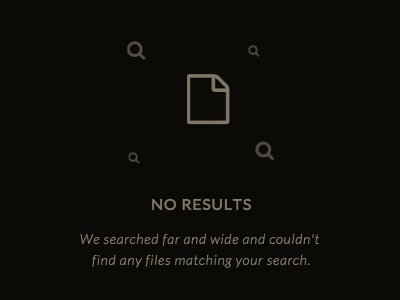 NO RESULTS
We searched far and wide and couldn't
find any files matching your search.